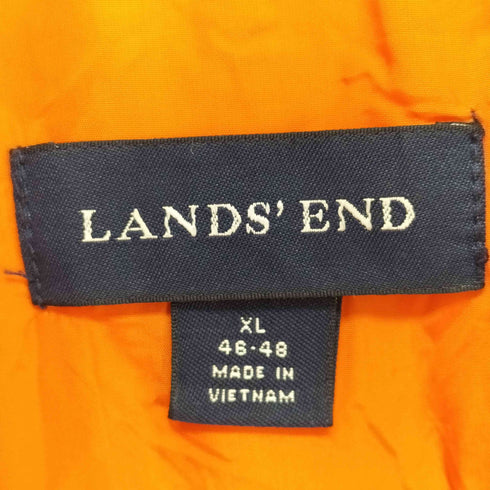 LANDS' END
XL
46-48
MADE IN
VIETNAM